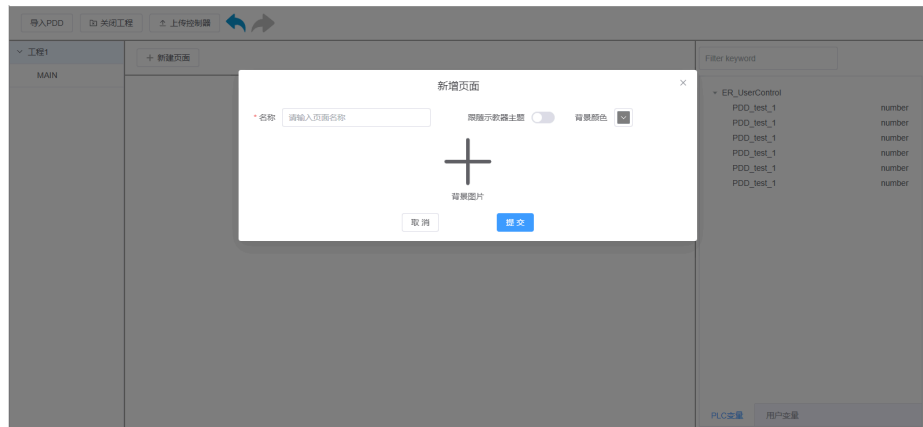 导入PDD 关闭工程 上传控制器
工程1
MAIN
新建页面
Filter keyword
新增页面
* 名称 请输入页面名称 跟随示教器主题 背景颜色
背景图片
取消 提交
ER_UserControl
PDD_test_1 number
PDD_test_1 number
PDD_test_1 number
PDD_test_1 number
PDD_test_1 number
PDD_test_1 number
PLC变量 用户变量